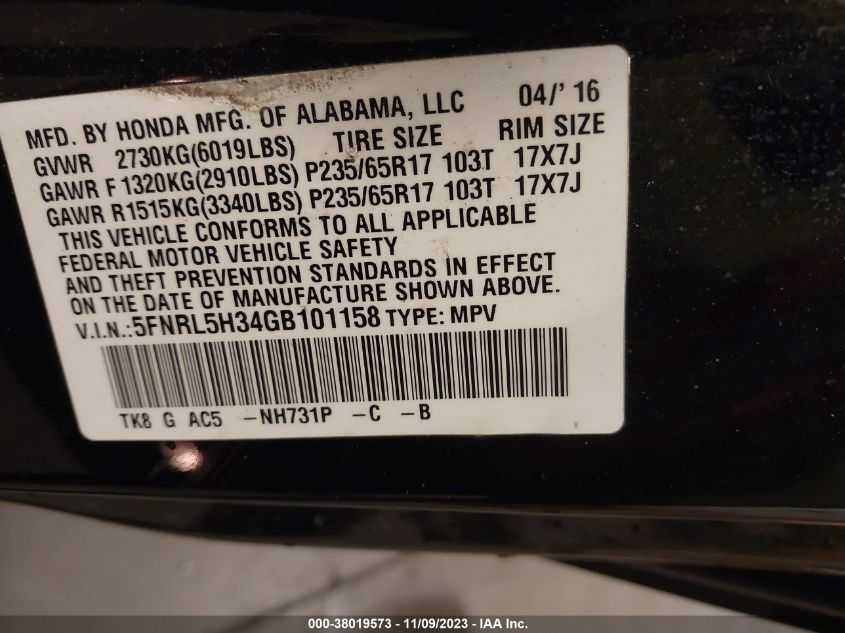 MFD. BY HONDA MFG. OF ALABAMA, LLC 04/' 16
GVWR 2730KG(6019LBS) TIRE SIZE RIM SIZE
GAWR F 1320KG(2910LBS) P235/65R17 103T 17X7J
GAWR R1515KG(3340LBS) P235/65R17 103T 17X7J
THIS VEHICLE CONFORMS TO ALL APPLICABLE
FEDERAL MOTOR VEHICLE SAFETY
AND THEFT PREVENTION STANDARDS IN EFFECT
ON THE DATE OF MANUFACTURE SHOWN ABOVE.
V.I.N.:5FNRL5H34GB101158 TYPE: MPV
TK8 G AC5 -NH731P -C -B
000-38019573 - 11/09/2023 - IAA Inc.